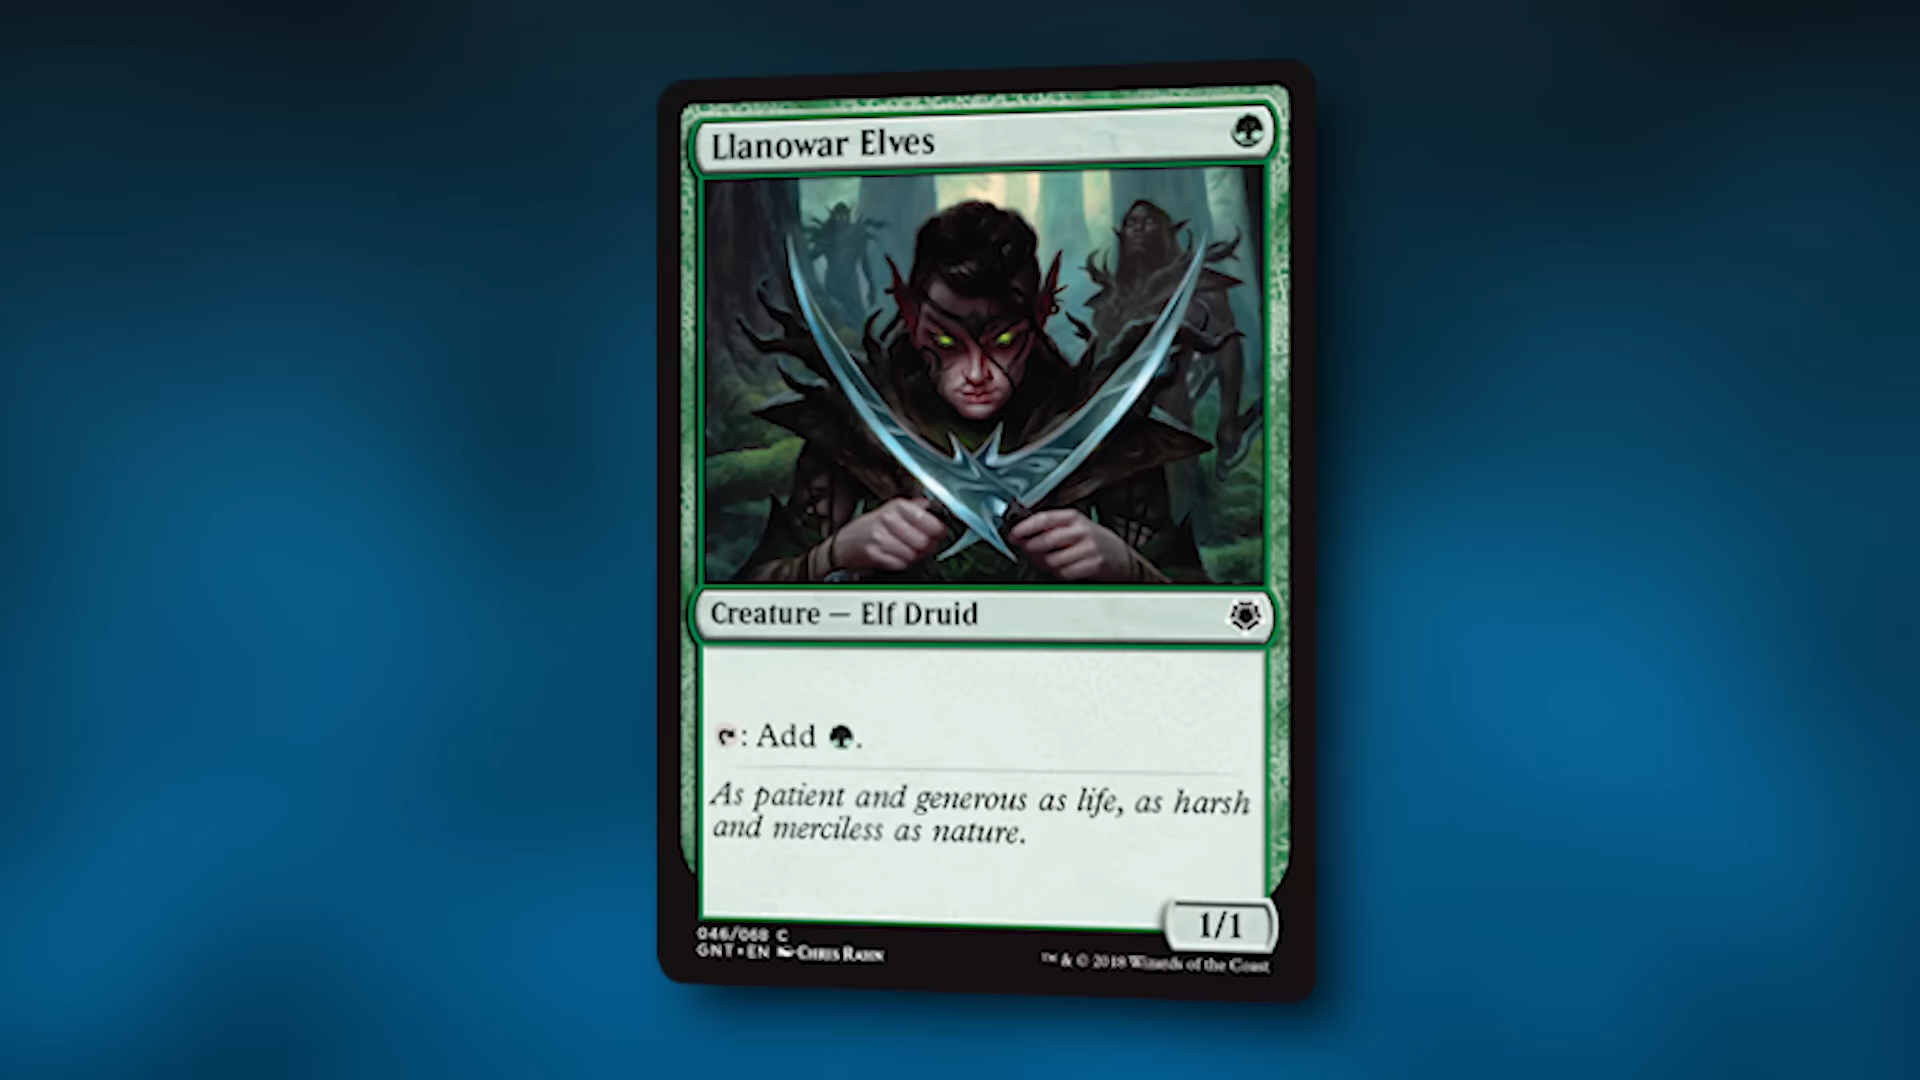 Llanowar Elves
Creature — Elf Druid
: Add .
As patient and generous as life, as harsh
and merciless as nature.
1/1
046/068 C
GNT • EN Chris Rahn
™ & © 2018 Wizards of the Coast